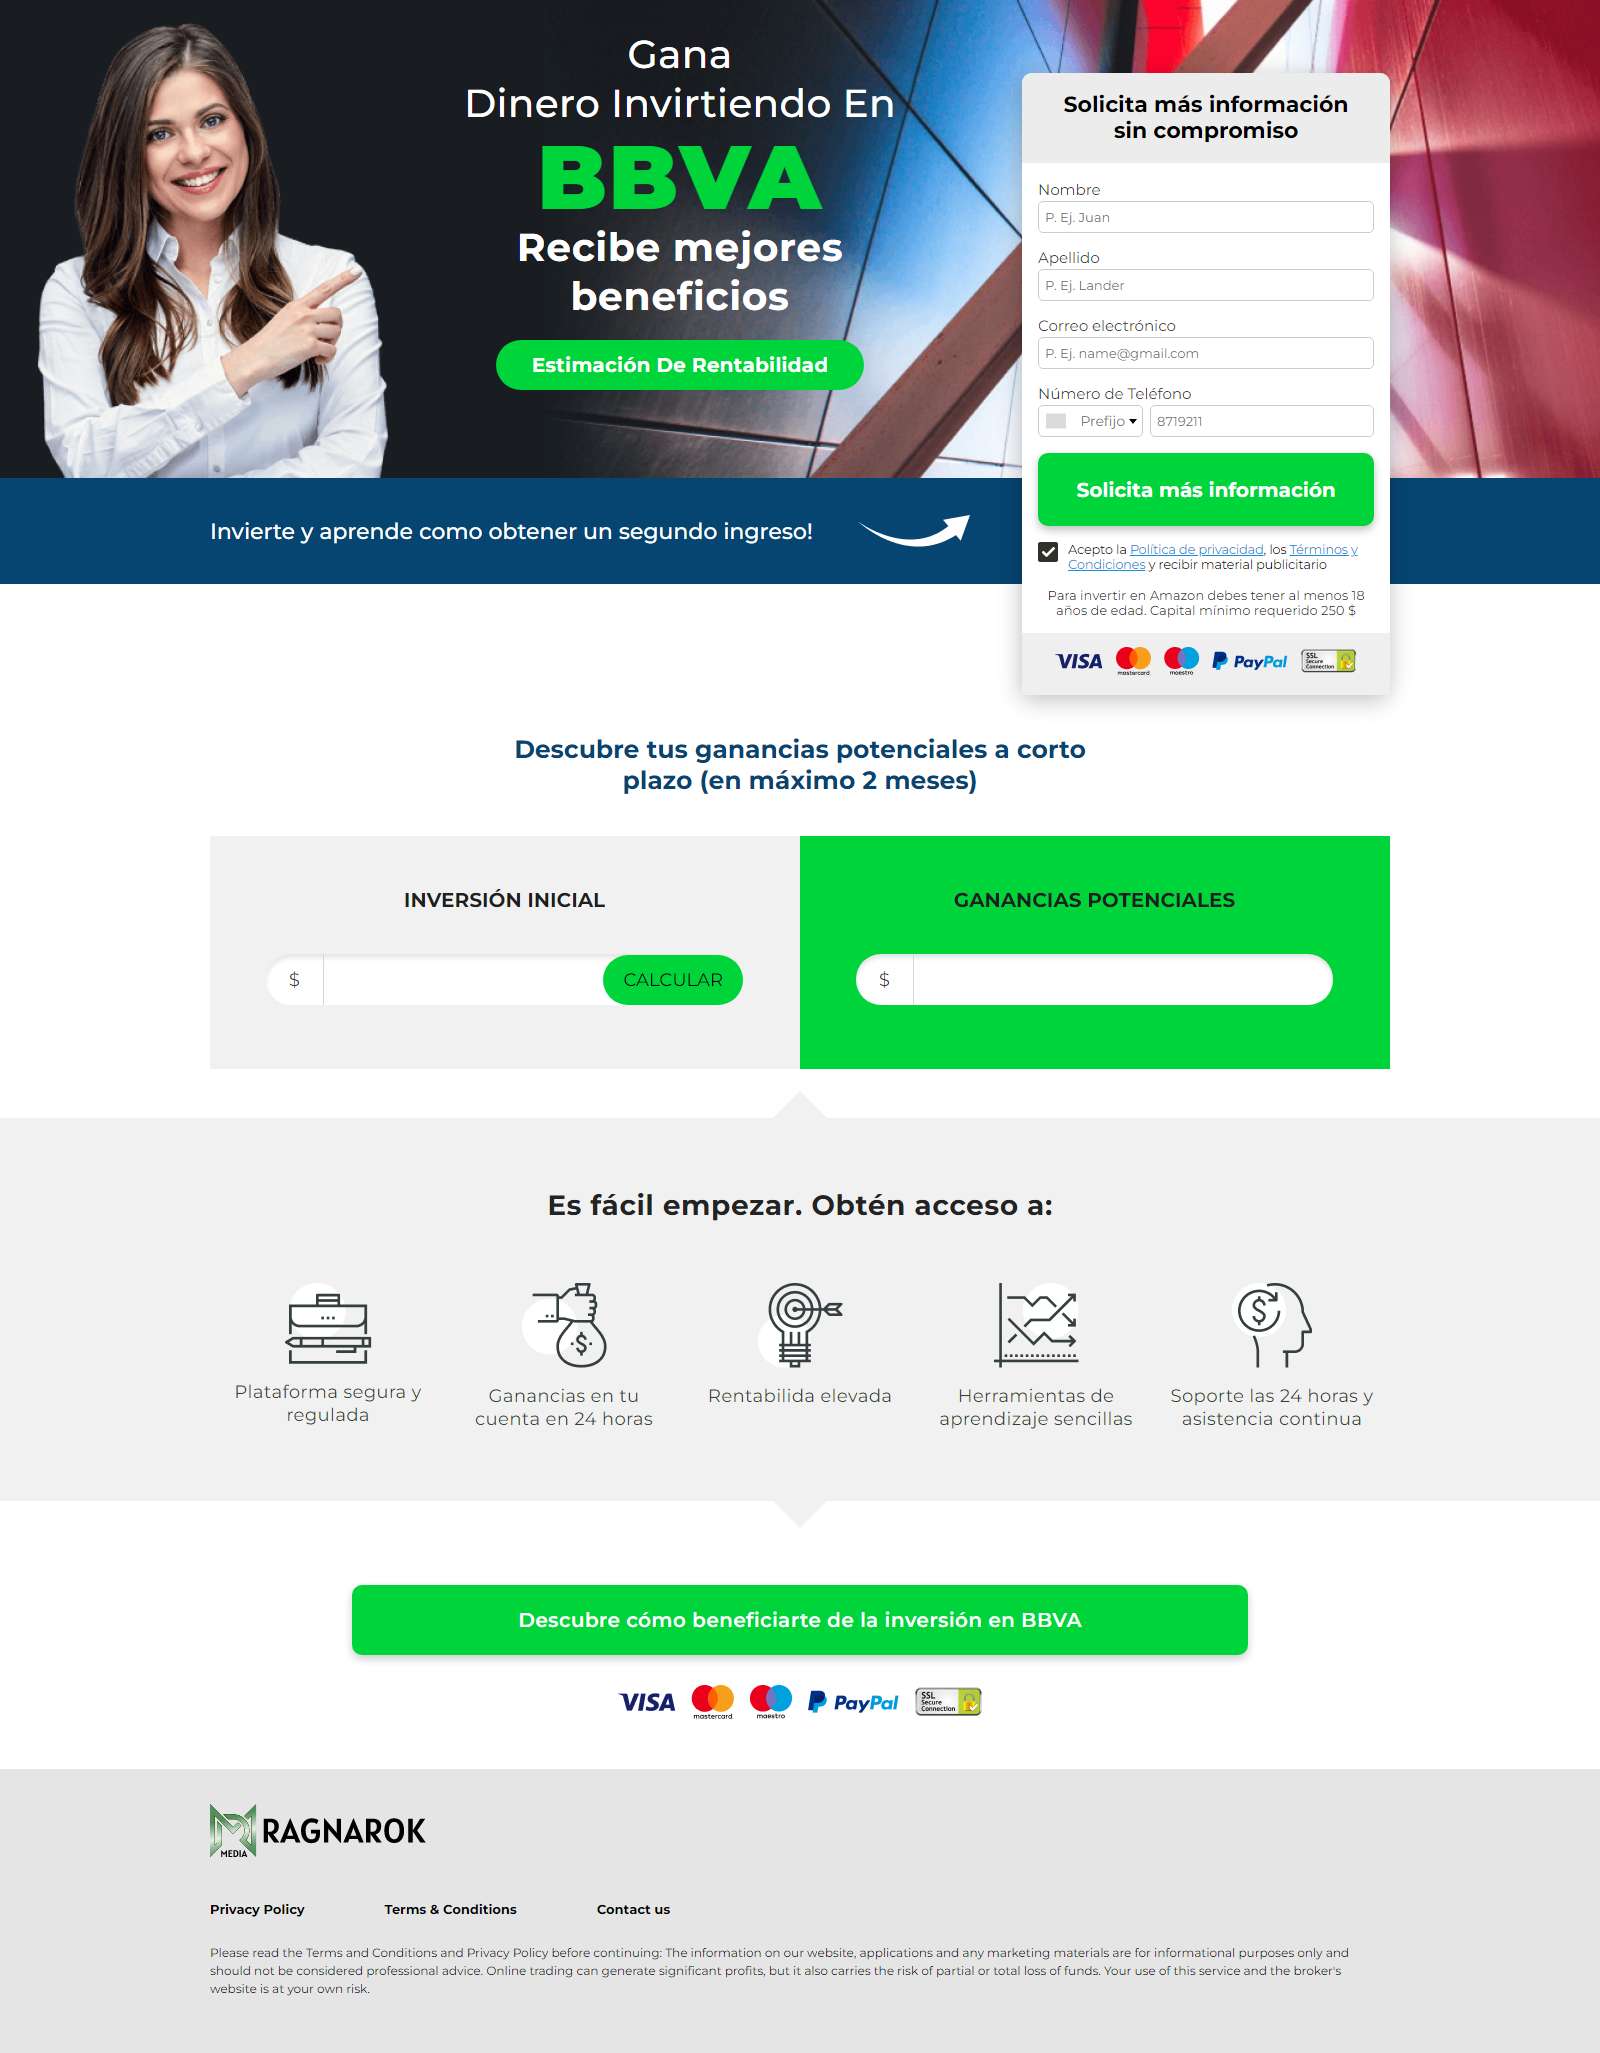 Gana
Dinero Invirtiendo En
BBVA
Recibe mejores
beneficios
Estimación De Rentabilidad
Solicita más información
sin compromiso
Nombre
P. Ej. Juan
Apellido
P. Ej. Lander
Correo electrónico
P. Ej. name@gmail.com
Número de Teléfono
Prefijo
8719211
Solicita más información
Acepto la Política de privacidad, los Términos y
Condiciones y recibir material publicitario
Para invertir en Amazon debes tener al menos 18
años de edad. Capital mínimo requerido 250 $
VISA
mastercard
maestro
PayPal
SSL
Secure
Connection
Invierte y aprende como obtener un segundo ingreso!
Descubre tus ganancias potenciales a corto
plazo (en máximo 2 meses)
INVERSIÓN INICIAL
$
CALCULAR
GANANCIAS POTENCIALES
$
Es fácil empezar. Obtén acceso a:
Plataforma segura y
regulada
Ganancias en tu
cuenta en 24 horas
Rentabilida elevada
Herramientas de
aprendizaje sencillas
Soporte las 24 horas y
asistencia continua
Descubre cómo beneficiarte de la inversión en BBVA
VISA
mastercard
maestro
PayPal
SSL
Secure
Connection
MEDIA
RAGNAROK
Privacy Policy
Terms & Conditions
Contact us
Please read the Terms and Conditions and Privacy Policy before continuing: The information on our website, applications and any marketing materials are for informational purposes only and
should not be considered professional advice. Online trading can generate significant profits, but it also carries the risk of partial or total loss of funds. Your use of this service and the broker's
website is at your own risk.